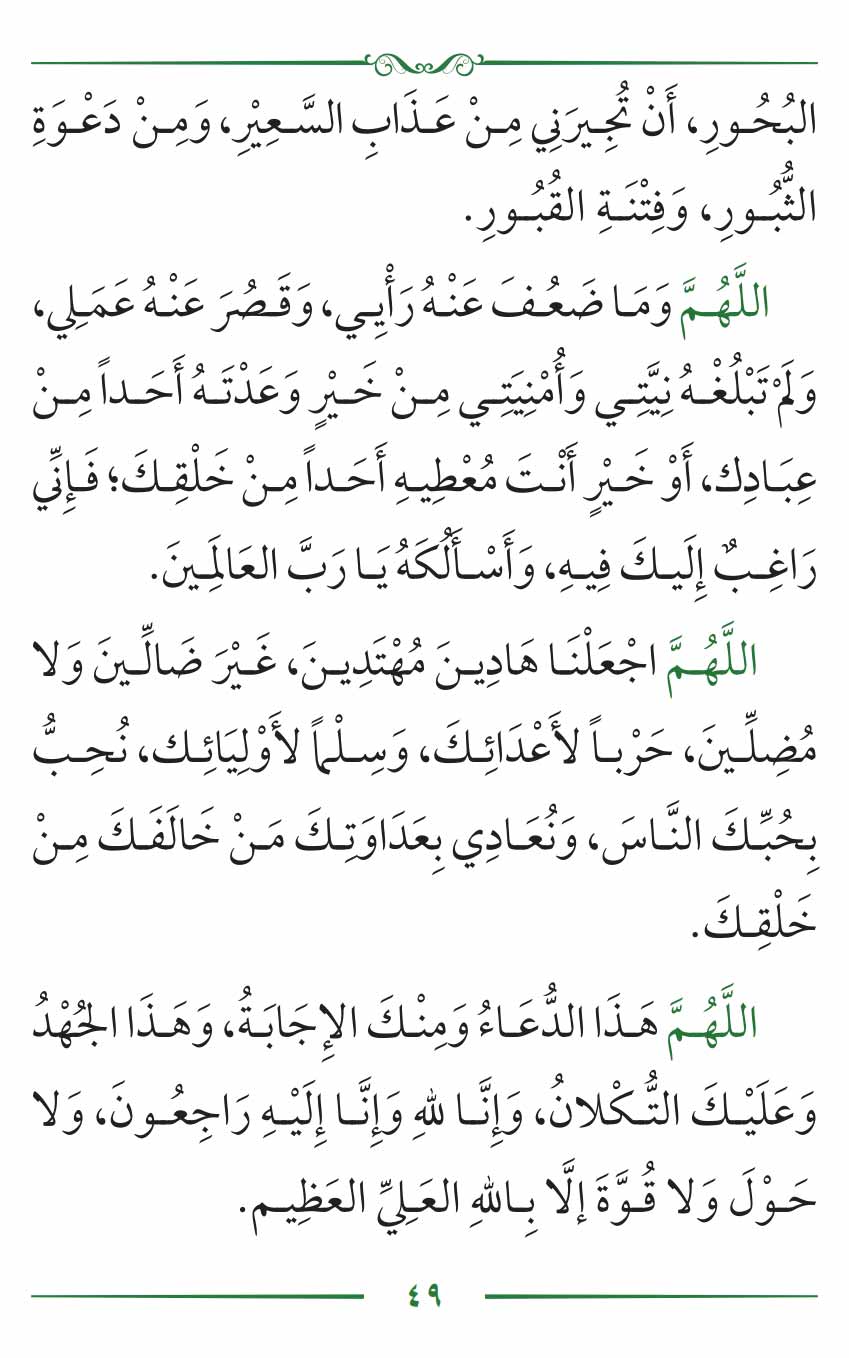 البُحُورِ، أَنْ تُجِيرَنِي مِنْ عَذَابِ السَّعِيْرِ، وَمِنْ دَعْوَةِ
الثُّبُورِ، وَفِتْنَةِ القُبُورِ.
اللَّهُمَّ وَمَا ضَعُفَ عَنْهُ رَأْيِي، وَقَصُرَ عَنْهُ عَمَلِي،
وَلَمْ تَبْلُغْهُ نِيَّتِي وَأُمْنِيَتِي مِنْ خَيْرٍ وَعَدْتَهُ أَحَداً مِنْ
عِبَادِك، أَوْ خَيْرٍ أَنْتَ مُعْطِيهِ أَحَداً مِنْ خَلْقِكَ؛ فَإِنِّي
رَاغِبٌ إِلَيكَ فِيهِ، وَأَسْأَلُكَهُ يَا رَبَّ العَالَمِينَ.
اللَّهُمَّ اجْعَلْنَا هَادِينَ مُهْتَدِينَ، غَيْرَ ضَالِّينَ وَلا
مُضِلِّينَ، حَرْباً لأَعْدَائِكَ، وَسِلْماً لأَوْلِيَائِك، نُحِبُّ
بِحُبِّكَ النَّاسَ، وَنُعَادِي بِعَدَاوَتِكَ مَنْ خَالَفَكَ مِنْ
خَلْقِكَ.
اللَّهُمَّ هَذَا الدُّعَاءُ وَمِنْكَ الإِجَابَةُ، وَهَذَا الجُهْدُ
وَعَلَيْكَ التُّكْلانُ، وَإِنَّا للهِ وَإِنَّا إِلَيْهِ رَاجِعُونَ، وَلا
حَوْلَ وَلا قُوَّةَ إلَّا بِاللهِ العَلِيِّ العَظِيم.
٤٩